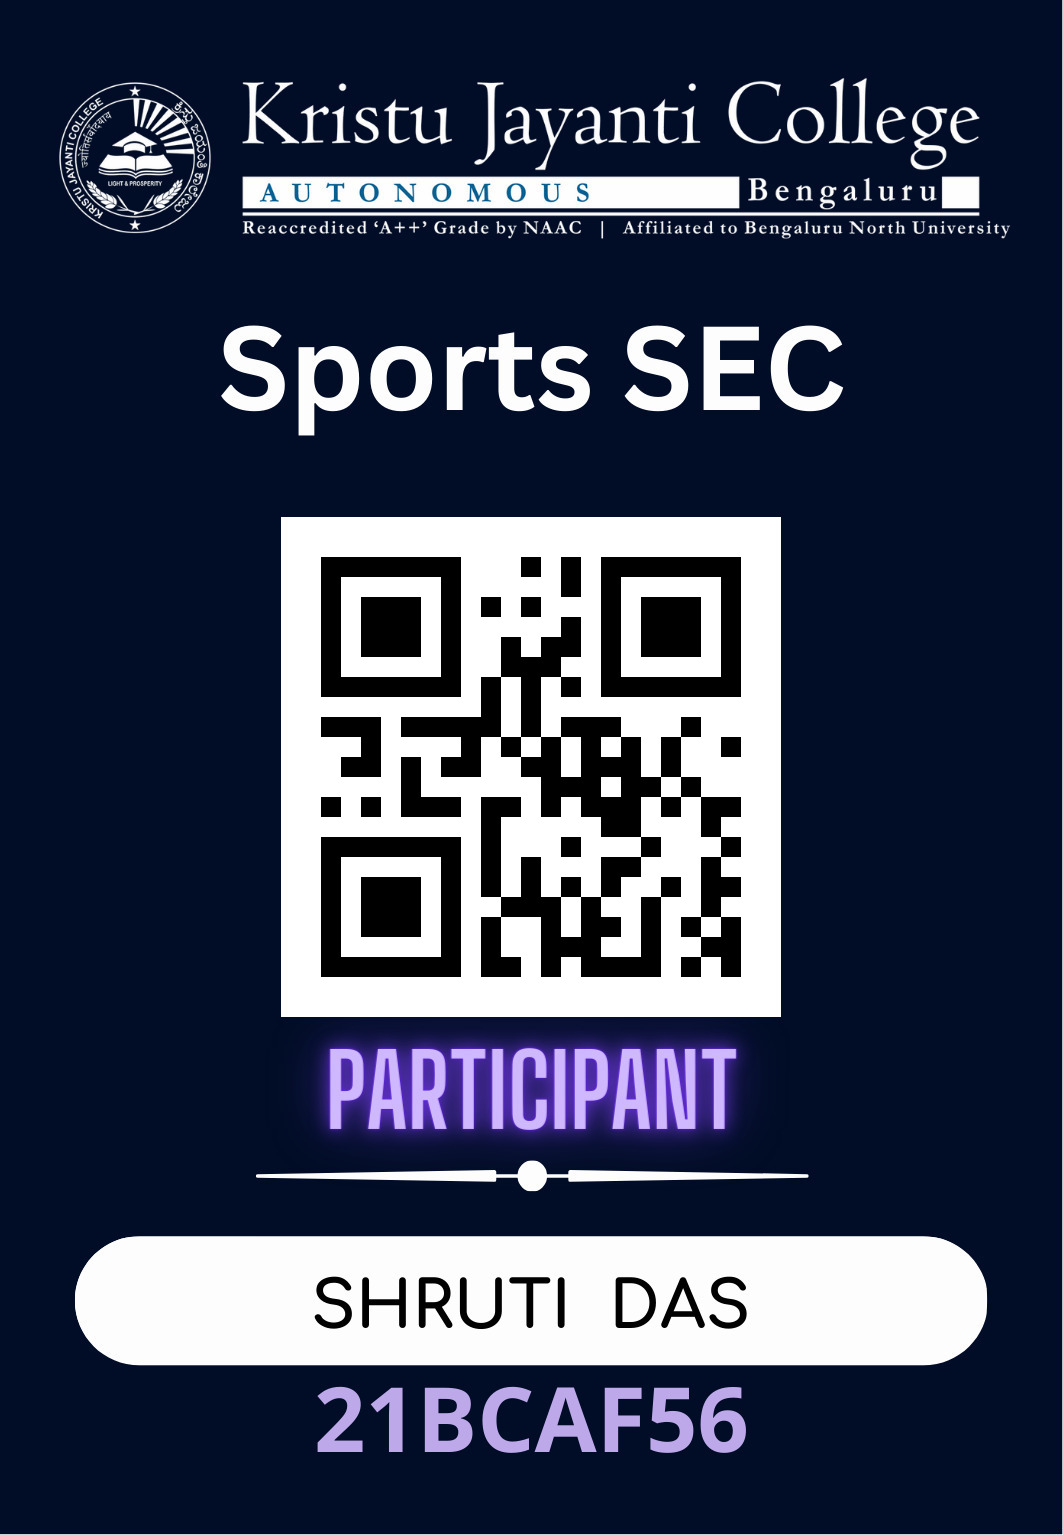 KRISTU JAYANTI COLLEGE
LIGHT & PROSPERITY
Kristu Jayanti College
AUTONOMOUS Bengaluru
Reaccredited ‘A++’ Grade by NAAC | Affiliated to Bengaluru North University
Sports SEC
PARTICIPANT
SHRUTI DAS
21BCAF56